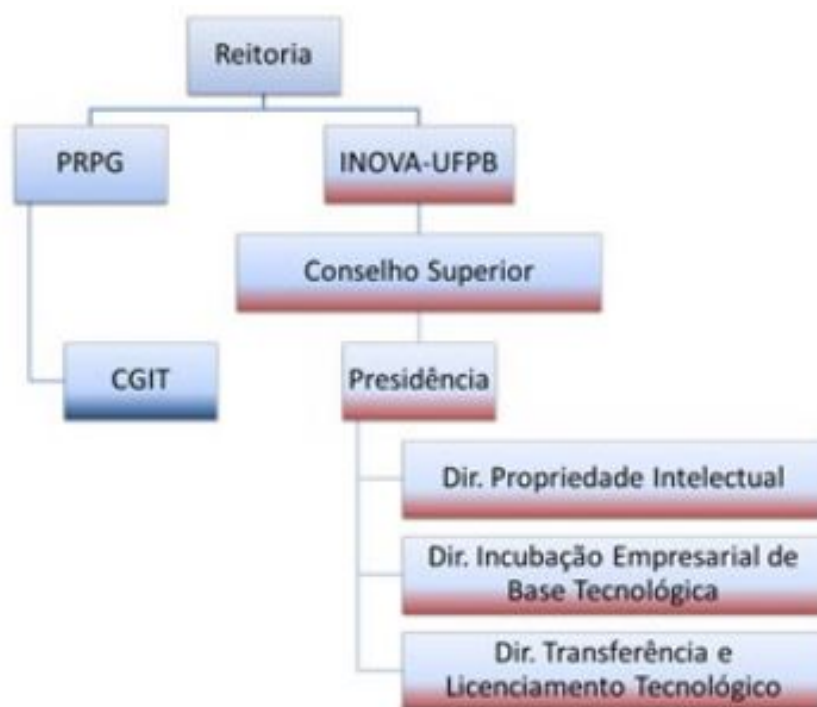 Reitoria
PRPG
INOVA-UFPB
Conselho Superior
CGIT
Presidência
Dir. Propriedade Intelectual
Dir. Incubação Empresarial de
Base Tecnológica
Dir. Transferência e
Licenciamento Tecnológico